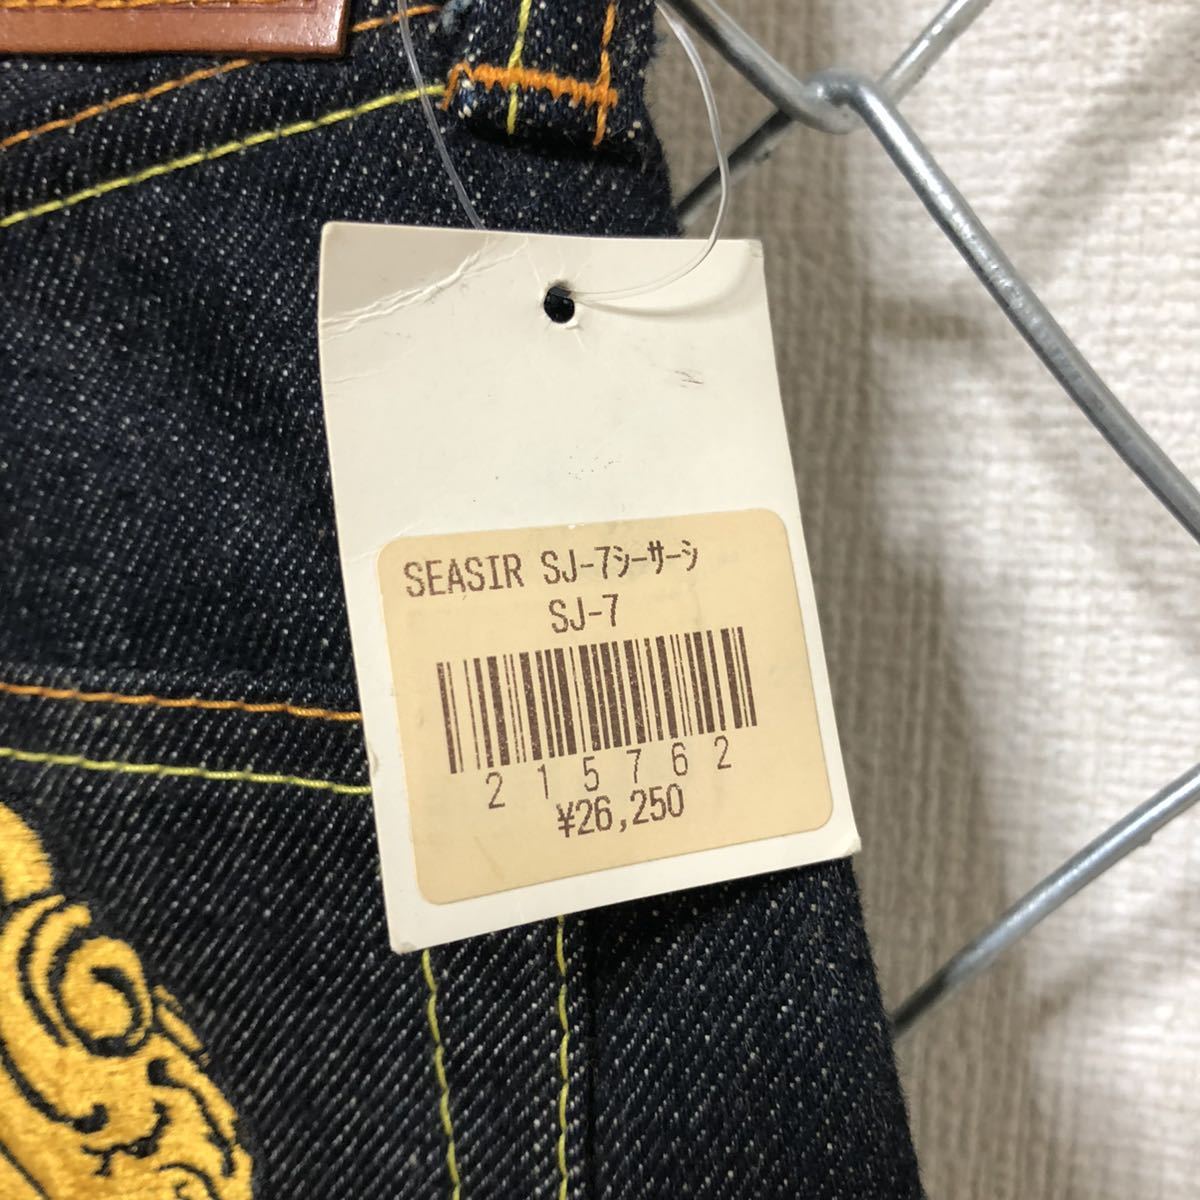 SEASIR SJ-7ｼｰｻｰｼ
SJ-7
215762
¥26,250